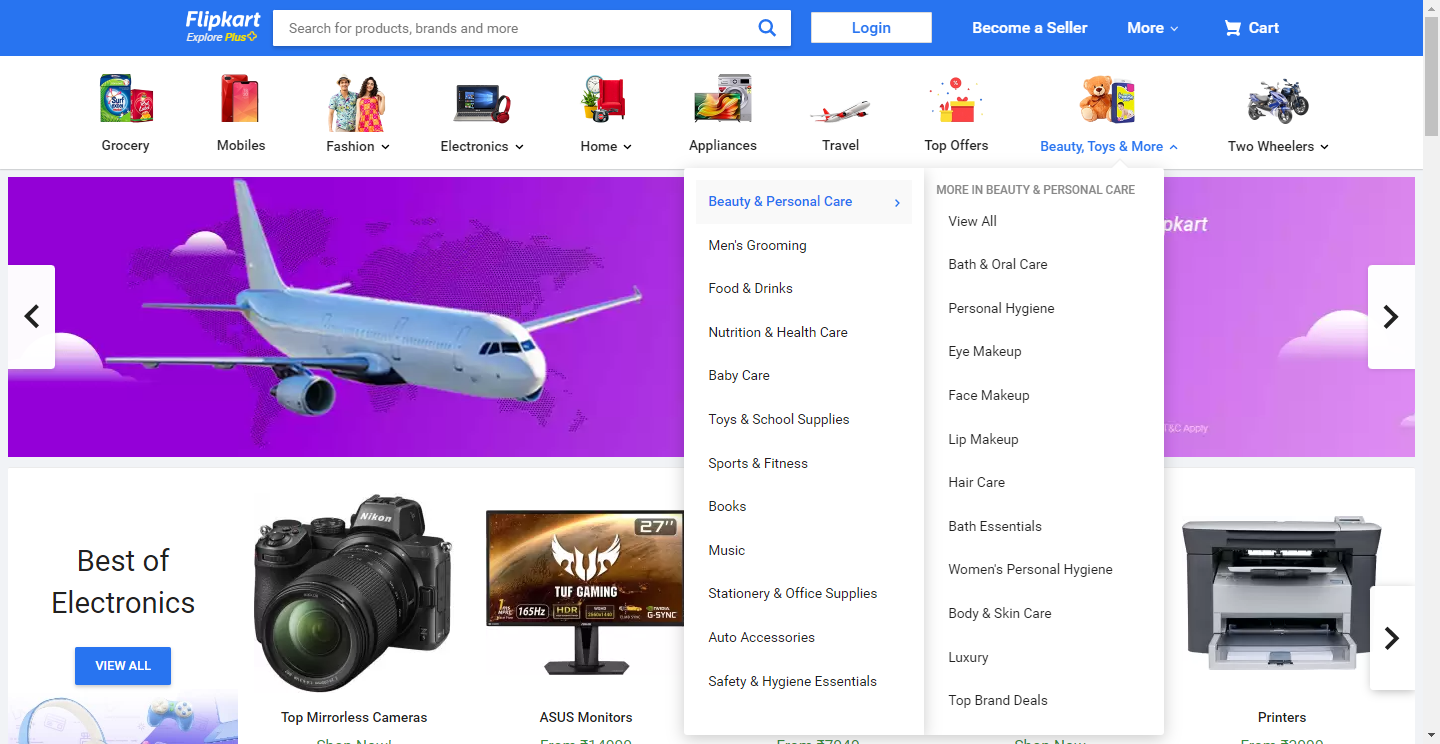 Flipkart
Explore Plus
Search for products, brands and more
Login
Become a Seller
More
Cart
Grocery
Mobiles
Fashion
Electronics
Home
Appliances
Travel
Top Offers
Beauty, Toys & More
Two Wheelers
Beauty & Personal Care
Men's Grooming
Food & Drinks
Nutrition & Health Care
Baby Care
Toys & School Supplies
Sports & Fitness
Books
Music
Stationery & Office Supplies
Auto Accessories
Safety & Hygiene Essentials
MORE IN BEAUTY & PERSONAL CARE
View All
Bath & Oral Care
Personal Hygiene
Eye Makeup
Face Makeup
Lip Makeup
Hair Care
Bath Essentials
Women's Personal Hygiene
Body & Skin Care
Luxury
Top Brand Deals
pkart
T&C Apply
Best of
Electronics
VIEW ALL
Nikon
27"
TUF GAMING
165Hz
HDR
G-SYNC
Top Mirrorless Cameras
ASUS Monitors
Printers
Shop Now!
From ₹14999
From ₹7949
Shop Now
From ₹3999